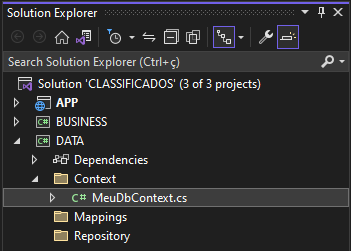 Solution Explorer
Search Solution Explorer (Ctrl+ç)
Solution 'CLASSIFICADOS' (3 of 3 projects)
APP
C# BUSINESS
C# DATA
Dependencies
Context
C# MeuDbContext.cs
Mappings
Repository